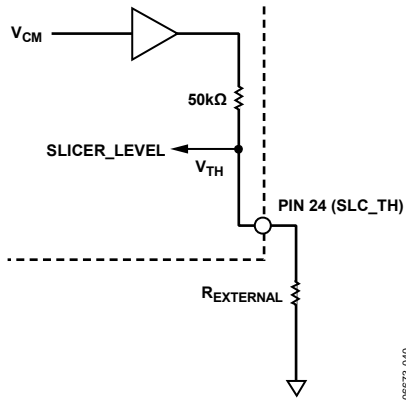 VCM
50kΩ
SLICER_LEVEL
VTH
PIN 24 (SLC_TH)
REXTERNAL